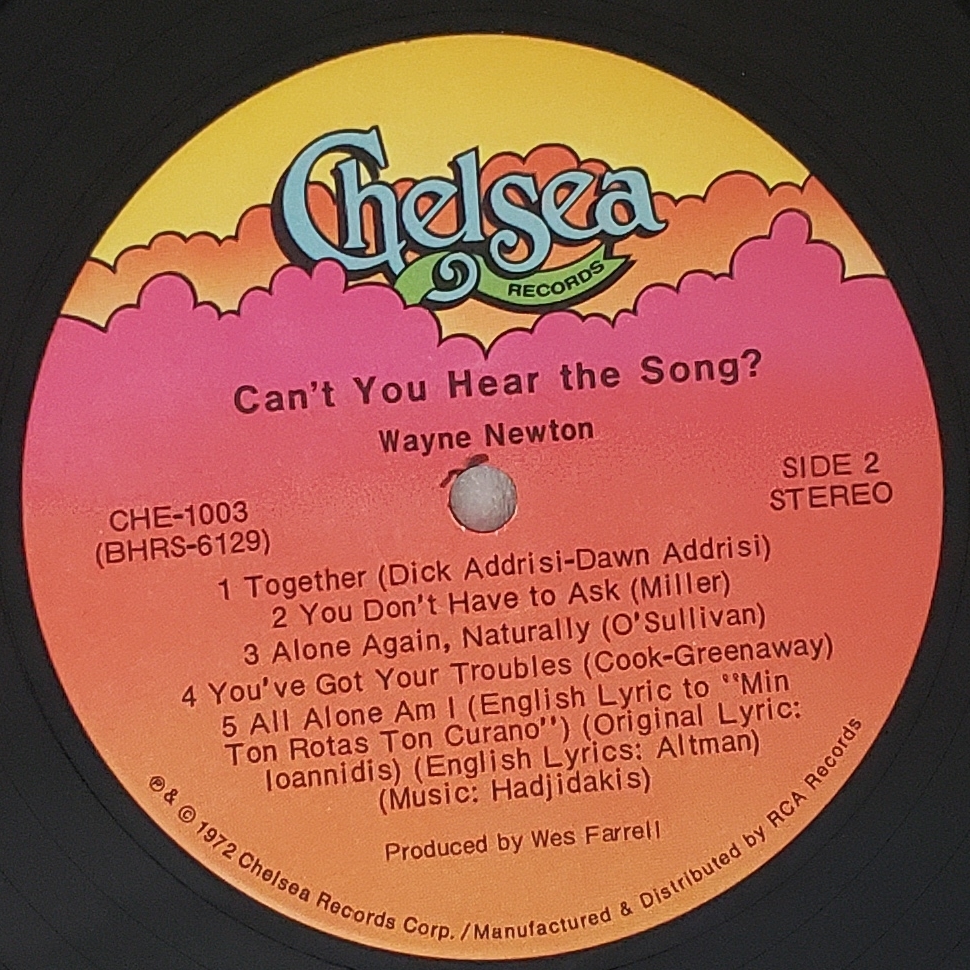 Chelsea
RECORDS
Can't You Hear the Song?
Wayne Newton
SIDE 2
STEREO
CHE-1003
(BHRS-6129)
1 Together (Dick Addrisi-Dawn Addrisi)
2 You Don't Have to Ask (Miller)
3 Alone Again, Naturally (O'Sullivan)
4 You've Got Your Troubles (Cook-Greenaway)
5 All Alone Am I (English Lyric to "Min
Ton Rotas Ton Curano") (Original Lyric:
Ioannidis) (English Lyrics: Altman)
(Music: Hadjidakis)
Produced by Wes Farrell
℗ & © 1972 Chelsea Records Corp. / Manufactured & Distributed by RCA Records